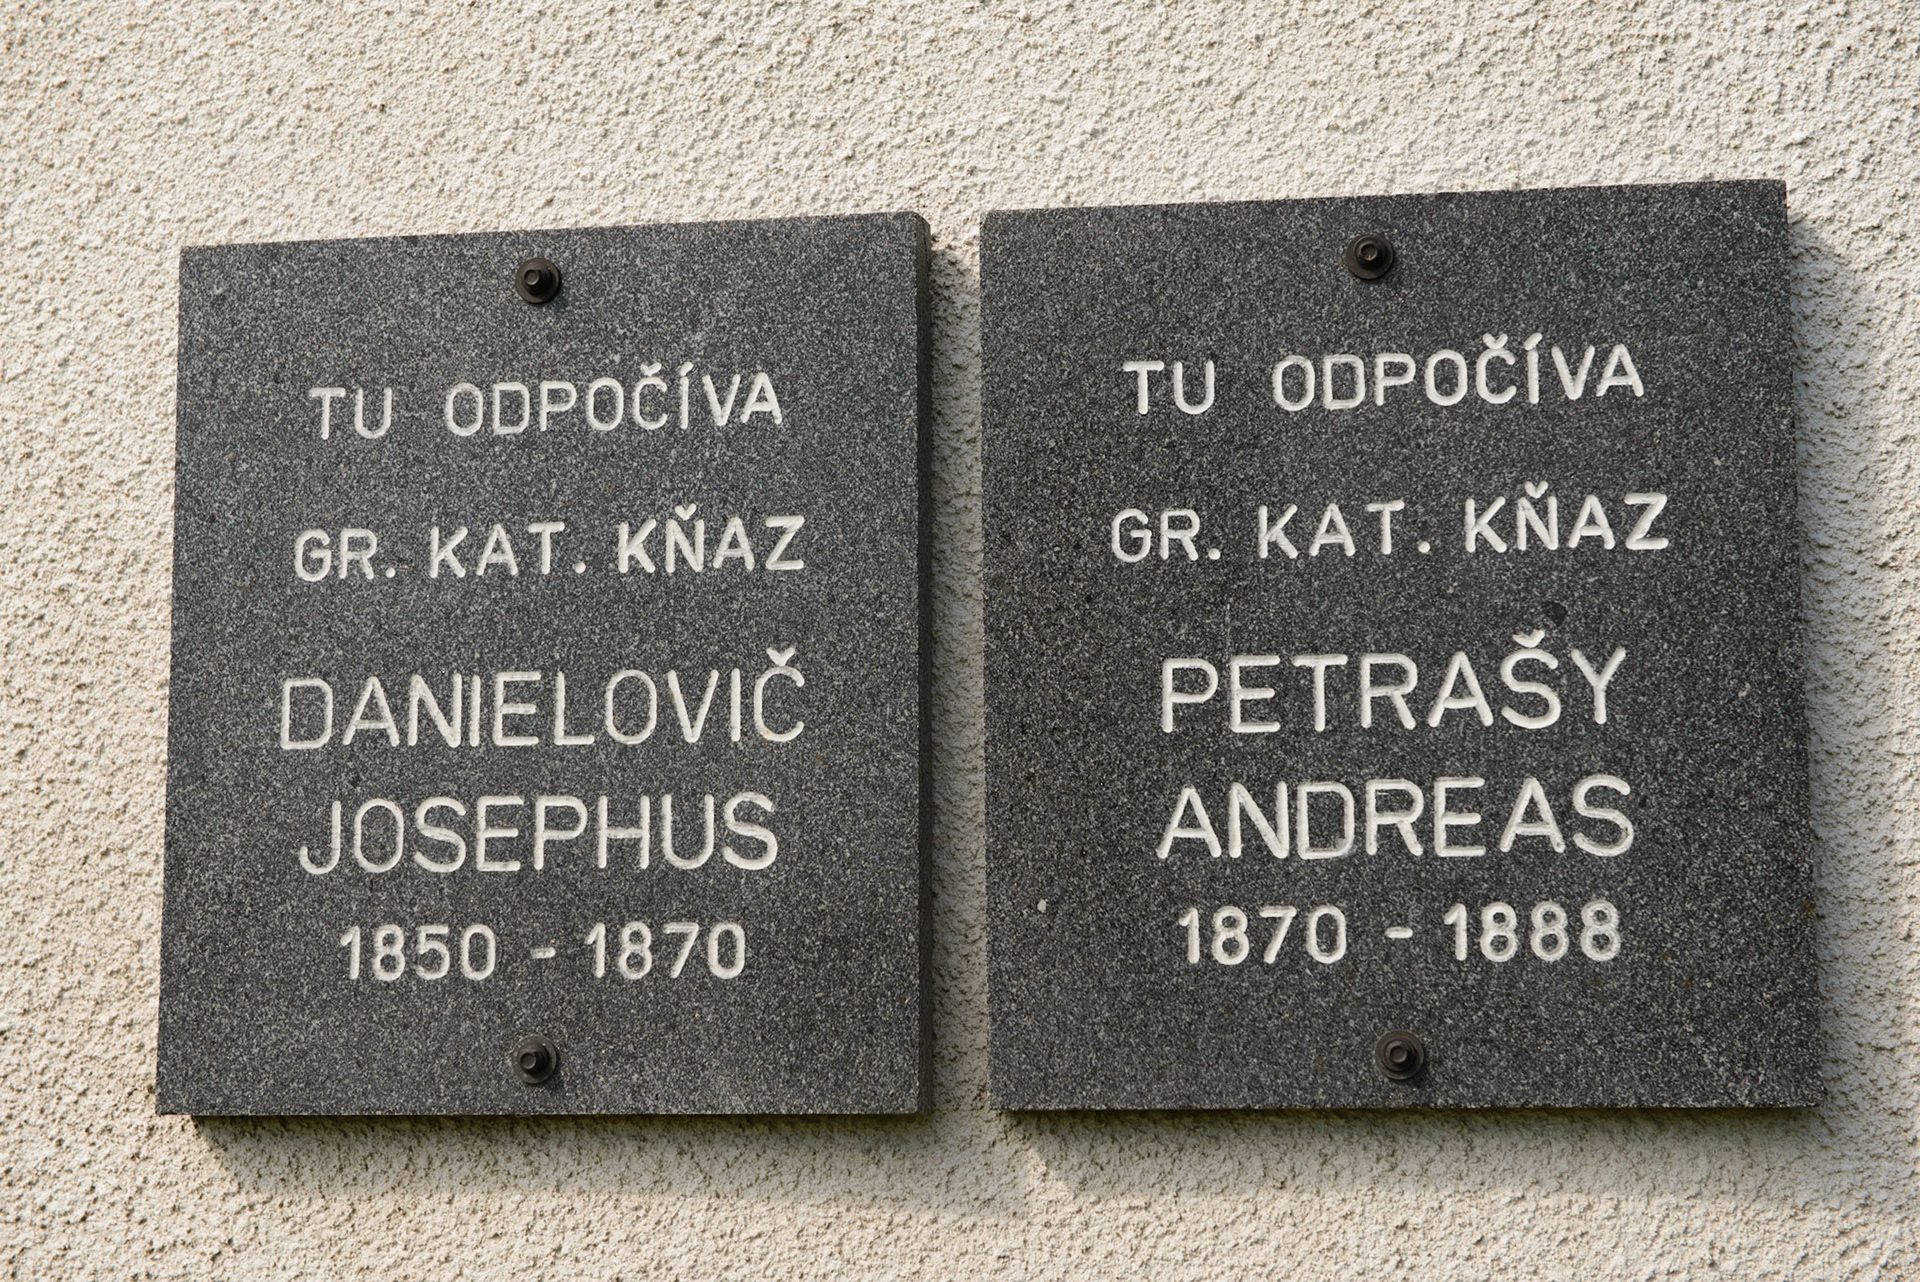 TU ODPOČÍVA
GR. KAT. KŇAZ
DANIELOVIČ
JOSEPHUS
1850 - 1870
TU ODPOČÍVA
GR. KAT. KŇAZ
PETRAŠY
ANDREAS
1870 - 1888